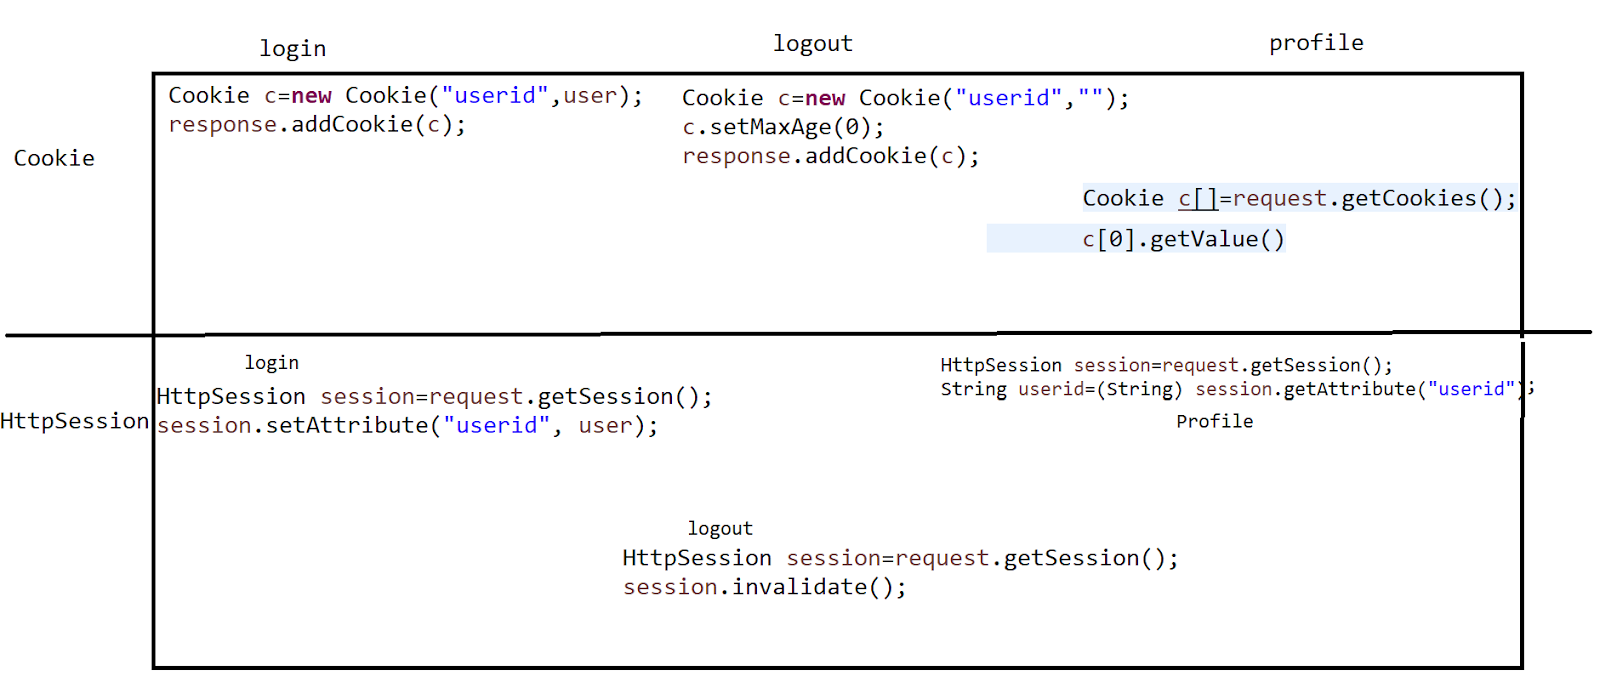 login
logout
profile
Cookie c=new Cookie("userid",user);
response.addCookie(c);
Cookie c=new Cookie("userid","");
c.setMaxAge(0);
response.addCookie(c);
Cookie
Cookie c[]=request.getCookies();
c[0].getValue()
login
HttpSession session=request.getSession();
session.setAttribute("userid", user);
HttpSession
HttpSession session=request.getSession();
String userid=(String) session.getAttribute("userid");
Profile
logout
HttpSession session=request.getSession();
session.invalidate();